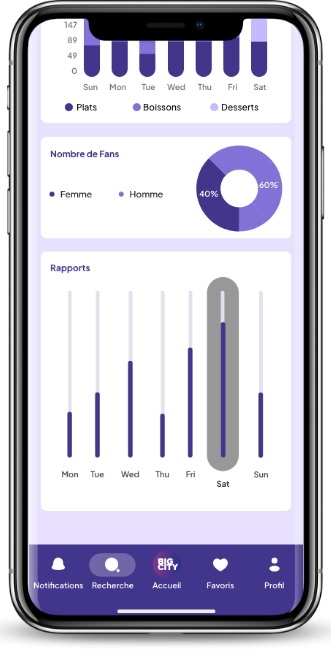 147
89
49
0
Sun Mon Tue Wed Thu Fri Sat
Plats Boissons Desserts
Nombre de Fans
Femme Homme
40% 60%
Rapports
Mon Tue Wed Thu Fri Sat Sun
BIG
CITY
Notifications Recherche Accueil Favoris Profil